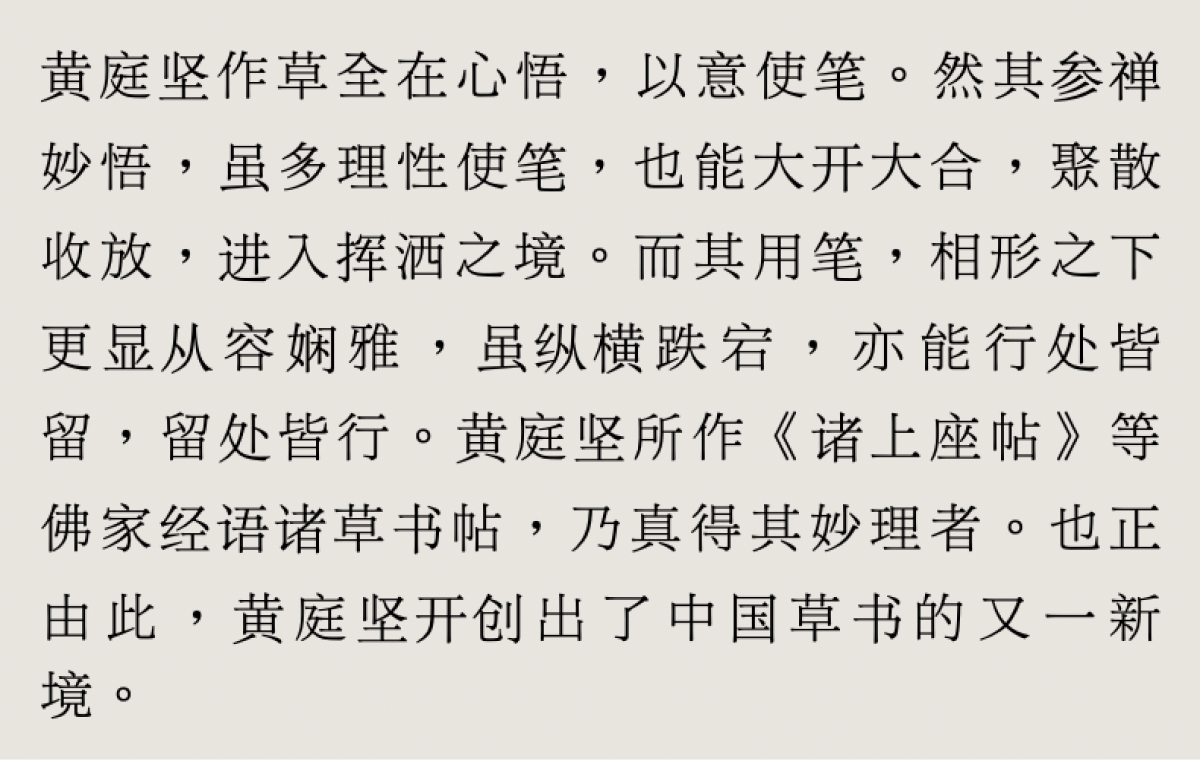 黄庭坚作草全在心悟，以意使笔。然其参禅
妙悟，虽多理性使笔，也能大开大合，聚散
收放，进入挥洒之境。而其用笔，相形之下
更显从容娴雅，虽纵横跌宕，亦能行处皆
留，留处皆行。黄庭坚所作《诸上座帖》等
佛家经语诸草书帖，乃真得其妙理者。也正
由此，黄庭坚开创出了中国草书的又一新
境。